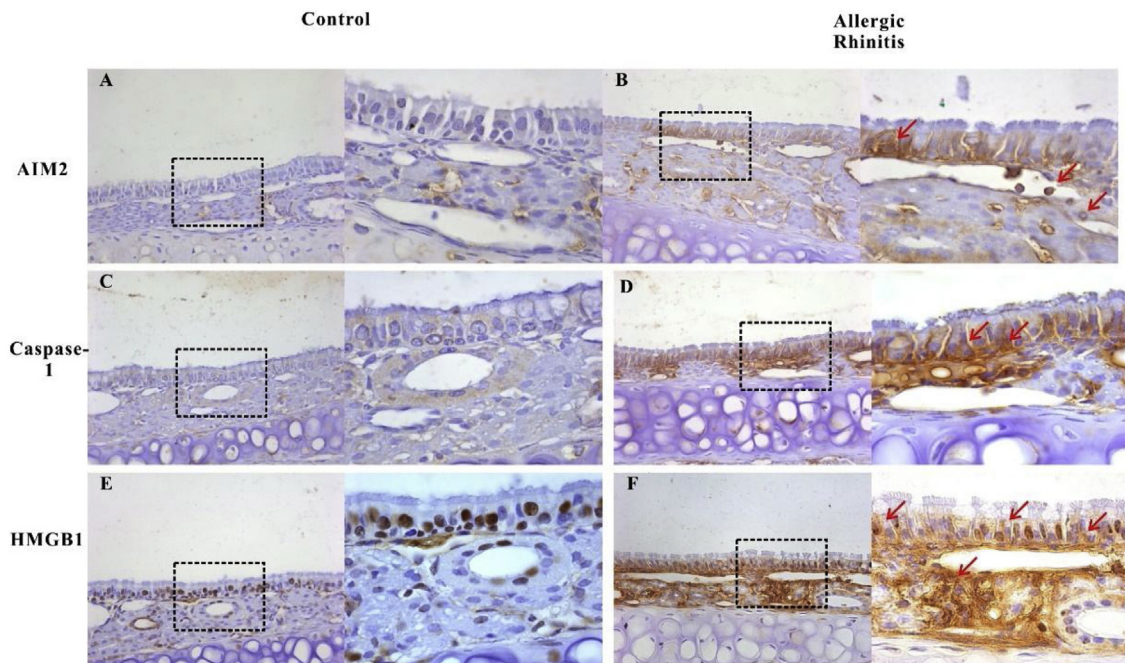 Control
Allergic
Rhinitis
A
B
AIM2
C
D
Caspase-
1
E
F
HMGB1